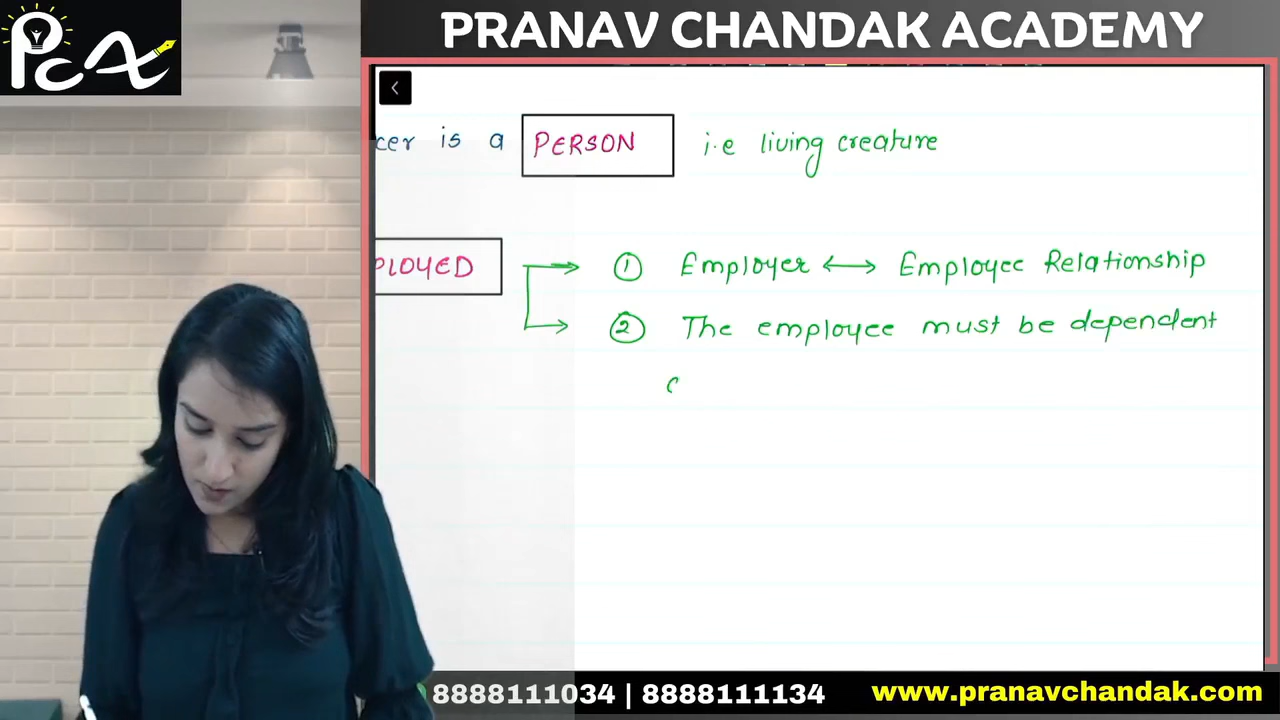 PCA
PRANAV CHANDAK ACADEMY
cer is a PERSON i.e living creature
PLOYED
① Employer ↔ Employee Relationship
② The employee must be dependent
8888111034 | 8888111134
www.pranavchandak.com